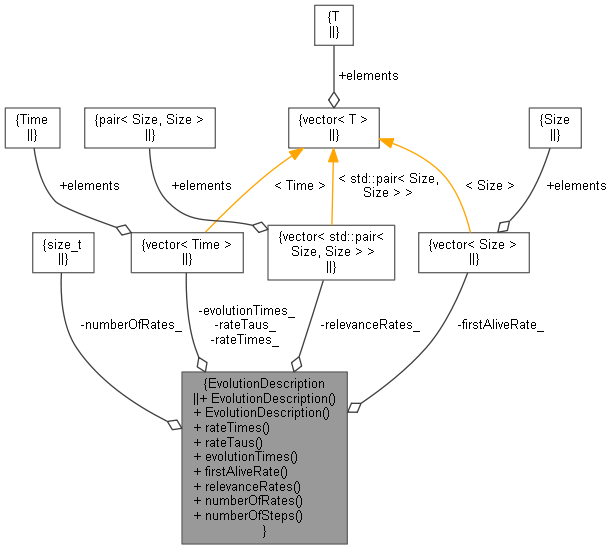 {T
||}
+elements
{Time
||}
{pair< Size, Size >
||}
{vector< T >
||}
{Size
||}
+elements
+elements
< Time >
< std::pair< Size,
Size > >
< Size >
+elements
{size_t
||}
{vector< Time >
||}
{vector< std::pair<
Size, Size > >
||}
{vector< Size >
||}
-numberOfRates_
-evolutionTimes_
-rateTaus_
-rateTimes_
-relevanceRates_
-firstAliveRate_
{EvolutionDescription
||+ EvolutionDescription()
+ EvolutionDescription()
+ rateTimes()
+ rateTaus()
+ evolutionTimes()
+ firstAliveRate()
+ relevanceRates()
+ numberOfRates()
+ numberOfSteps()
}